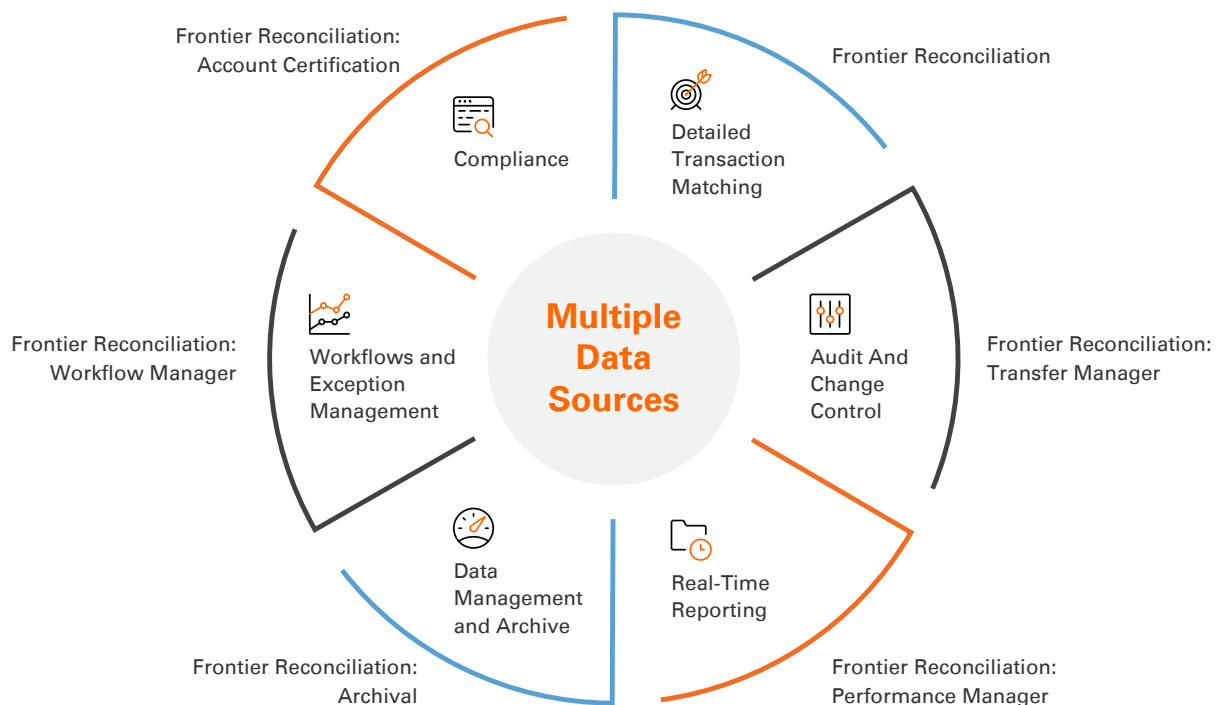 Frontier Reconciliation:
Account Certification
Frontier Reconciliation
Compliance
Detailed
Transaction
Matching
Frontier Reconciliation:
Workflow Manager
Workflows and
Exception
Management
Multiple
Data
Sources
Audit And
Change
Control
Frontier Reconciliation:
Transfer Manager
Data
Management
and Archive
Real-Time
Reporting
Frontier Reconciliation:
Archival
Frontier Reconciliation:
Performance Manager